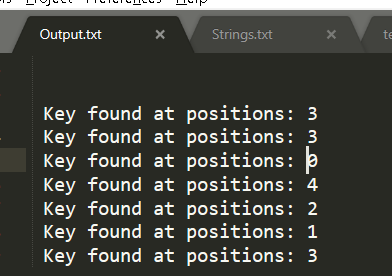 Project Preferences Help
Output.txt × Strings.txt ×
Key found at positions: 3
Key found at positions: 3
Key found at positions: 0
Key found at positions: 4
Key found at positions: 2
Key found at positions: 1
Key found at positions: 3